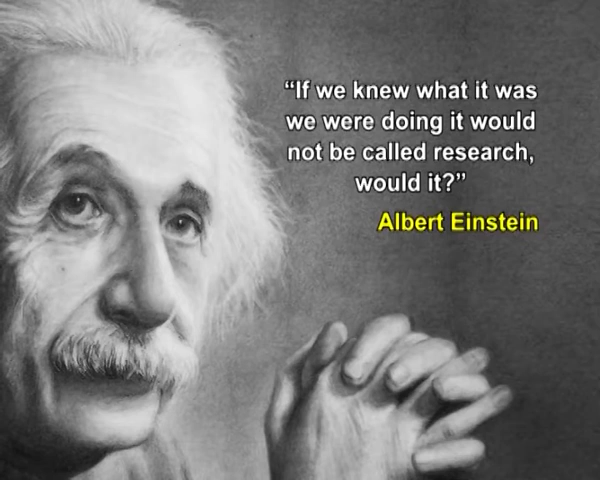 “If we knew what it was
we were doing it would
not be called research,
would it?”
Albert Einstein